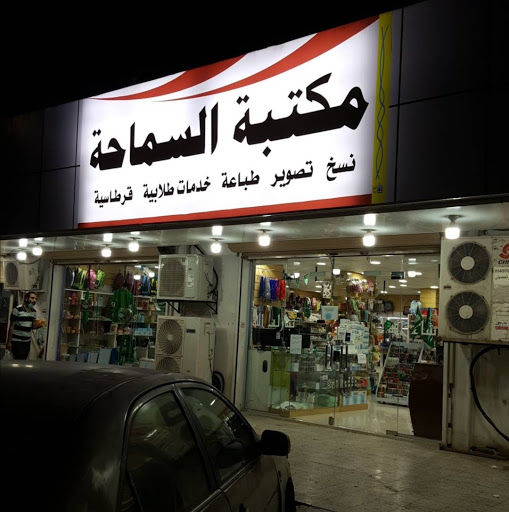 مكتبة السماحة
نسخ تصوير طباعة خدمات طلابية قرطاسية